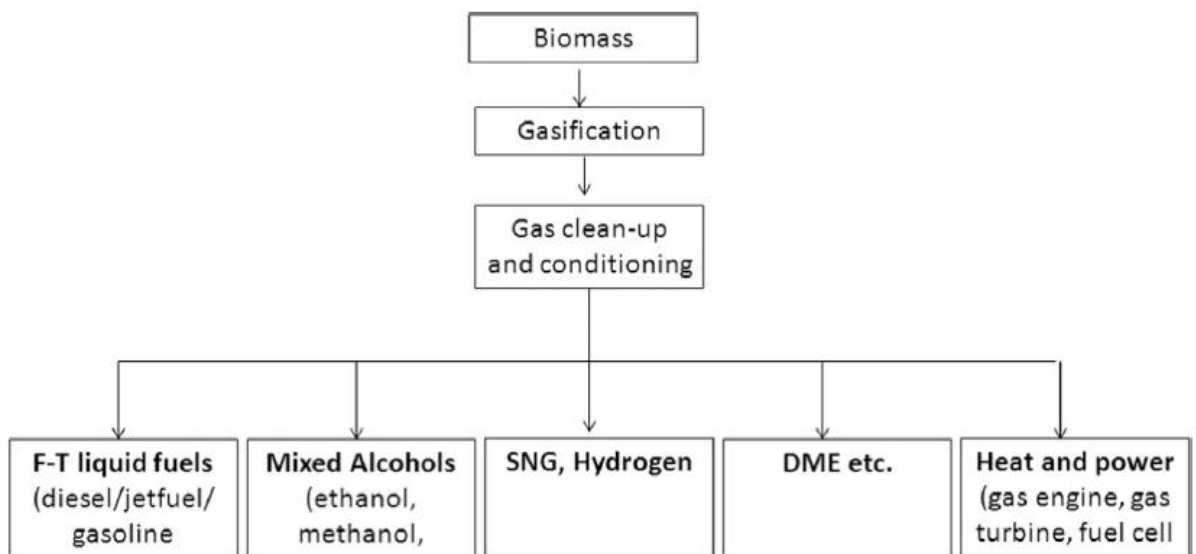 Biomass
Gasification
Gas clean-up
and conditioning
F-T liquid fuels
(diesel/jetfuel/
gasoline
Mixed Alcohols
(ethanol,
methanol,
SNG, Hydrogen
DME etc.
Heat and power
(gas engine, gas
turbine, fuel cell